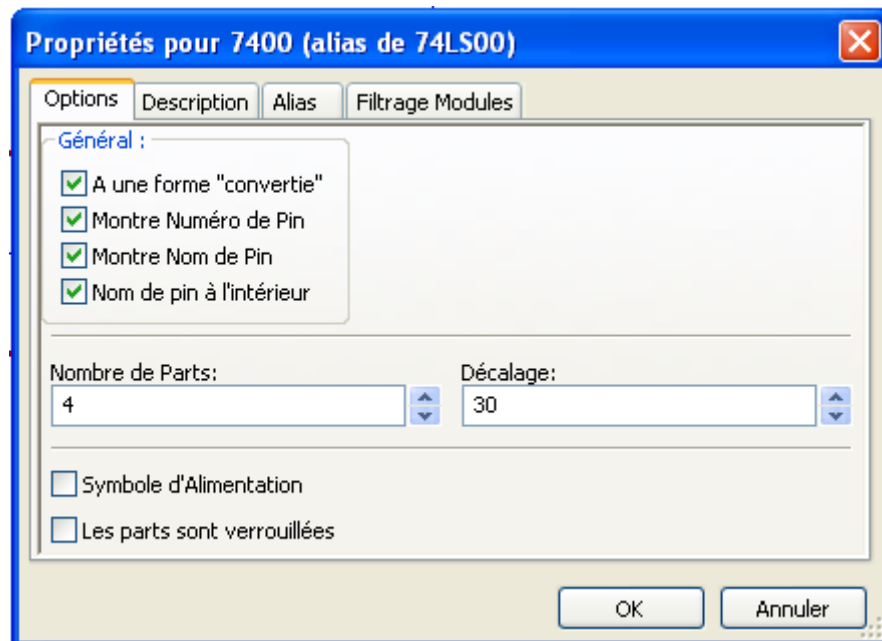 Propriétés pour 7400 (alias de 74LS00)
Options Description Alias Filtrage Modules
Général :
A une forme "convertie"
Montre Numéro de Pin
Montre Nom de Pin
Nom de pin à l'intérieur
Nombre de Parts: Décalage:
4 30
Symbole d'Alimentation
Les parts sont verrouillées
OK Annuler